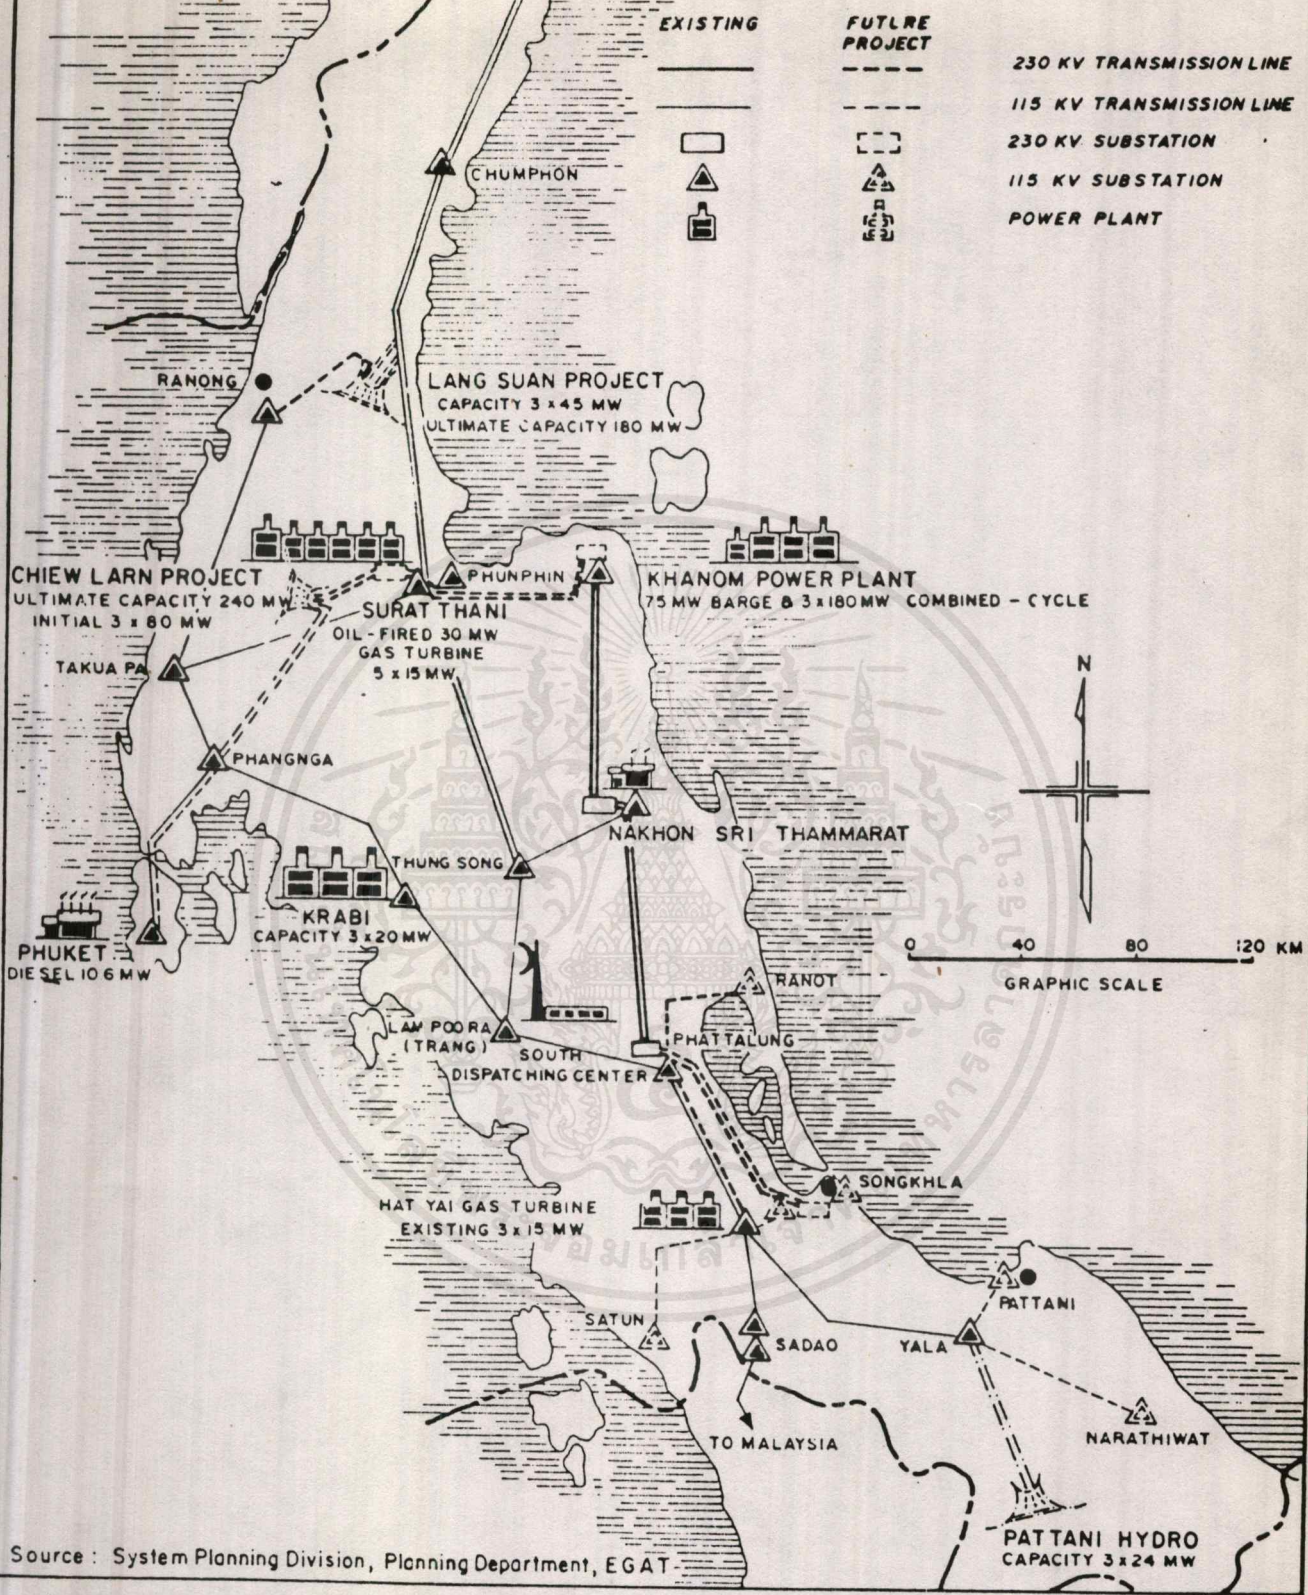 EXISTING
FUTLRE
PROJECT
230 KV TRANSMISSION LINE
115 KV TRANSMISSION LINE
230 KV SUBSTATION
115 KV SUBSTATION
POWER PLANT
CHUMPHON
RANONG
LANG SUAN PROJECT
CAPACITY 3 x 45 MW
ULTIMATE CAPACITY 180 MW
CHIEW LARN PROJECT
ULTIMATE CAPACITY 240 MW
INITIAL 3 x 80 MW
PHUNPHIN
SURAT THANI
OIL-FIRED 30 MW
GAS TURBINE
5 x 15 MW
KHANOM POWER PLANT
75 MW BARGE & 3 x 180 MW COMBINED - CYCLE
TAKUA PA
N
PHANGNGA
NAKHON SRI THAMMARAT
THUNG SONG
KRABI
CAPACITY 3 x 20 MW
PHUKET
DIESEL 10 6 MW
0 40 80 120 KM
GRAPHIC SCALE
RANOT
LAM POORA
(TRANG)
SOUTH
DISPATCHING CENTER
PHATTALUNG
SONGKHLA
HAT YAI GAS TURBINE
EXISTING 3 x 15 MW
PATTANI
SATUN
SADAO
YALA
TO MALAYSIA
NARATHIWAT
PATTANI HYDRO
CAPACITY 3 x 24 MW
Source : System Planning Division, Planning Department, EGAT